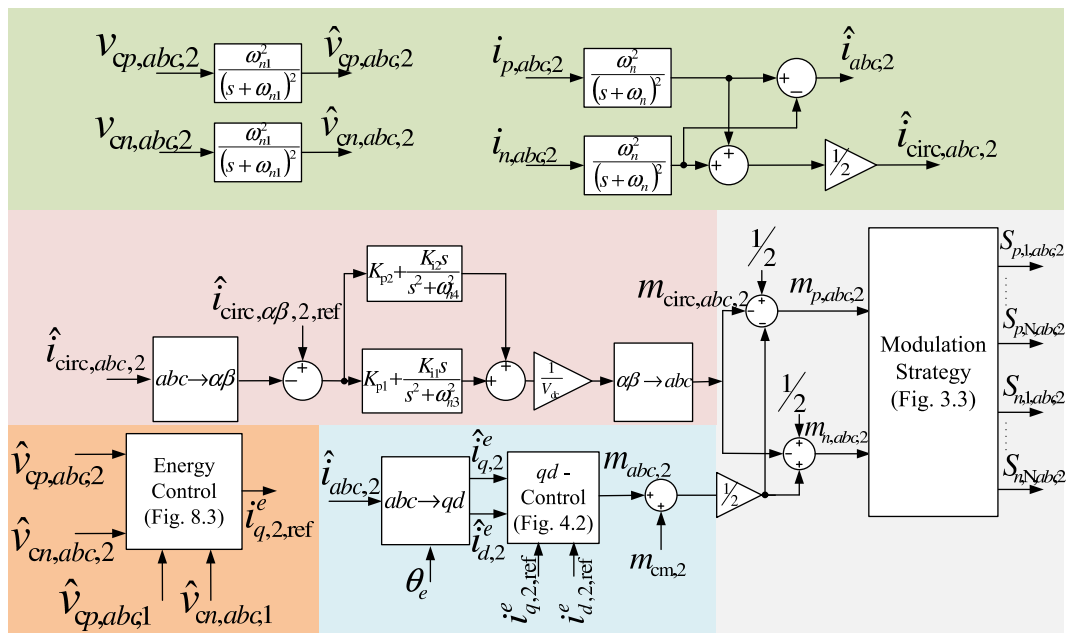 v_{cp,abc,2} ω_{n1}^2/(s+ω_{n1})^2 v̂_{cp,abc,2}
v_{cn,abc,2} ω_{n1}^2/(s+ω_{n1})^2 v̂_{cn,abc,2}
i_{p,abc,2} ω_n^2/(s+ω_n)^2 + − î_{abc,2}
i_{n,abc,2} ω_n^2/(s+ω_n)^2 + + 1/2 î_{circ,abc,2}
î_{circ,abc,2}
abc→αβ
î_{circ,αβ,2,ref}
+
−
K_{p2}+K_{i2}s/(s^2+ω_{n4}^2)
K_{p1}+K_{i1}s/(s^2+ω_{n3}^2)
+
+
1/V_{dc}
αβ→abc
m_{circ,abc,2}
1/2
+
−
−
m_{p,abc,2}
1/2
+
−
+
m_{n,abc,2}
Modulation
Strategy
(Fig. 3.3)
S_{p,1,abc,2}
S_{p,N,abc,2}
S_{n,1,abc,2}
S_{n,N,abc,2}
v̂_{cp,abc,2}
v̂_{cn,abc,2}
Energy
Control
(Fig. 8.3)
i^e_{q,2,ref}
v̂_{cp,abc,1}
v̂_{cn,abc,1}
î_{abc,2}
abc→qd
θ_e
î^e_{q,2}
î^e_{d,2}
qd -
Control
(Fig. 4.2)
i^e_{q,2,ref}
i^e_{d,2,ref}
m_{abc,2}
+
+
m_{cm,2}
1/2